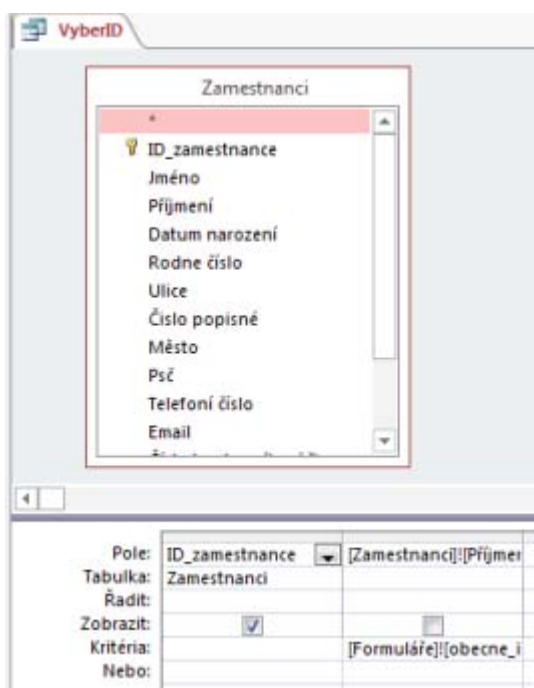 VyberID
Zamestnanci
*
ID_zamestnance
Jméno
Příjmení
Datum narození
Rodne číslo
Ulice
Čislo popisné
Město
Psč
Telefoní číslo
Email
Pole: ID_zamestnance [Zamestnanci]![Příjmer
Tabulka: Zamestnanci
Řadit:
Zobrazit:
Kritéria: [Formuláře]![obecne_i
Nebo: